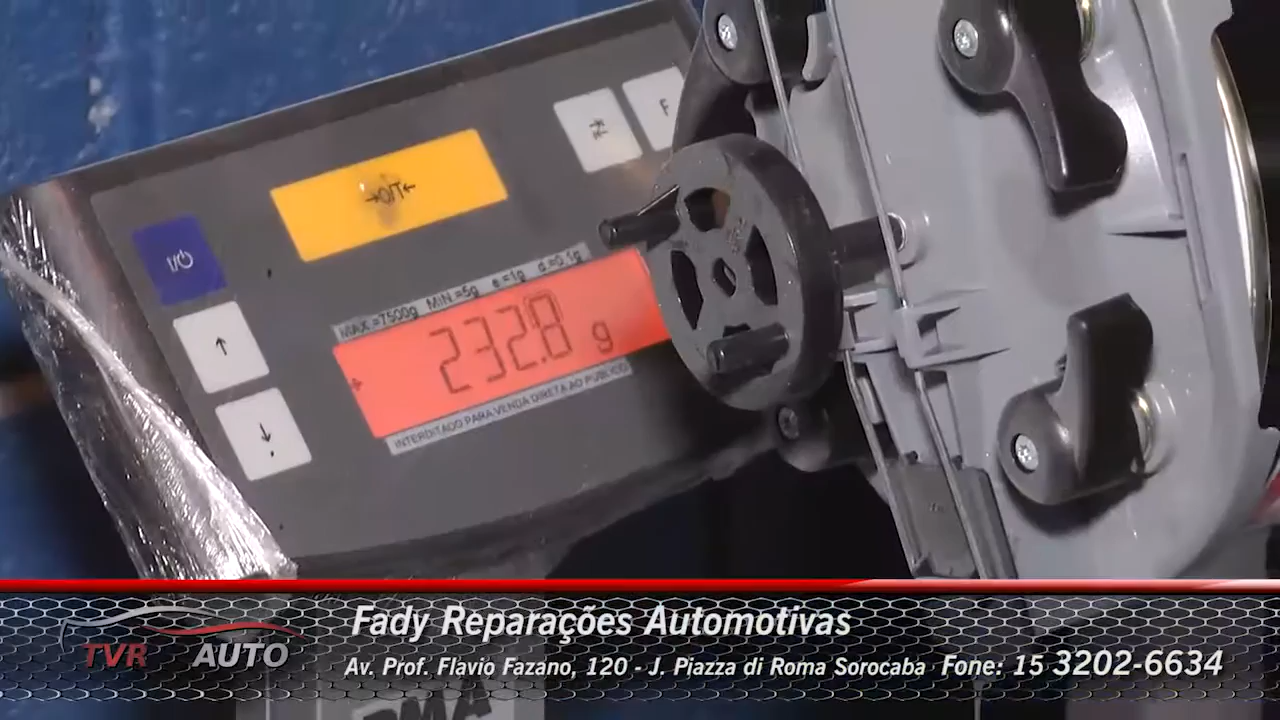 F
→0/T←
I/⏻
MAX.=7500g MIN.=5g e=1g d=0.1g
232.8 g
INTERDITADO PARA VENDA DIRETA AO PÚBLICO
Fady Reparações Automotivas
TVR AUTO
Av. Prof. Flavio Fazano, 120 - J. Piazza di Roma Sorocaba Fone: 15 3202-6634